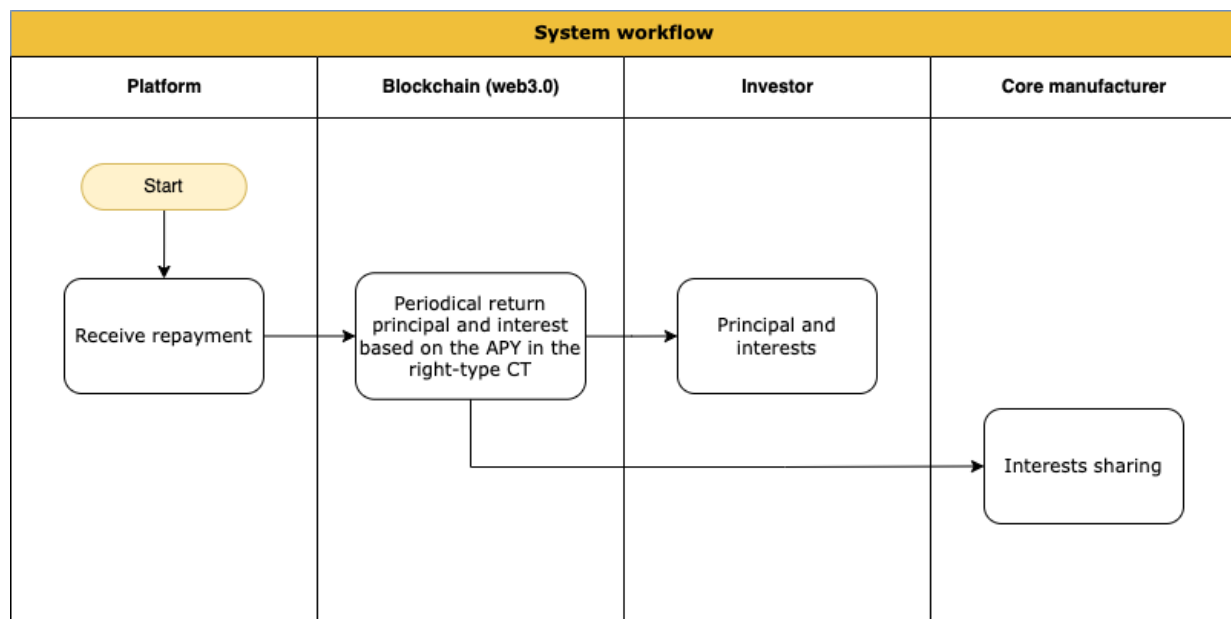 System workflow
Platform
Blockchain (web3.0)
Investor
Core manufacturer
Start
Receive repayment
Periodical return
principal and interest
based on the APY in the
right-type CT
Principal and
interests
Interests sharing